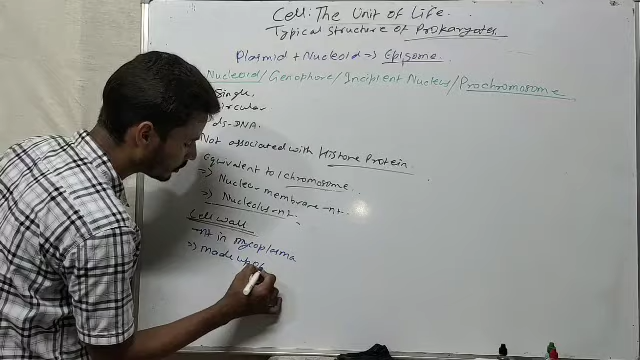 Cell: The Unit of Life.
Typical Structure of Prokaryotes.
Plasmid + Nucleoid => Episome.
Nucleoid/Genophore/Incipient Nucleus/Prochromosome
Single,
circular
ds-DNA.
Not associated with Histone Protein.
equivalent to 1 chromosome.
=> Nuclear membrane -nt.
=> Nucleolus -nt.
Cell wall
-nt in mycoplasma
=> made up of